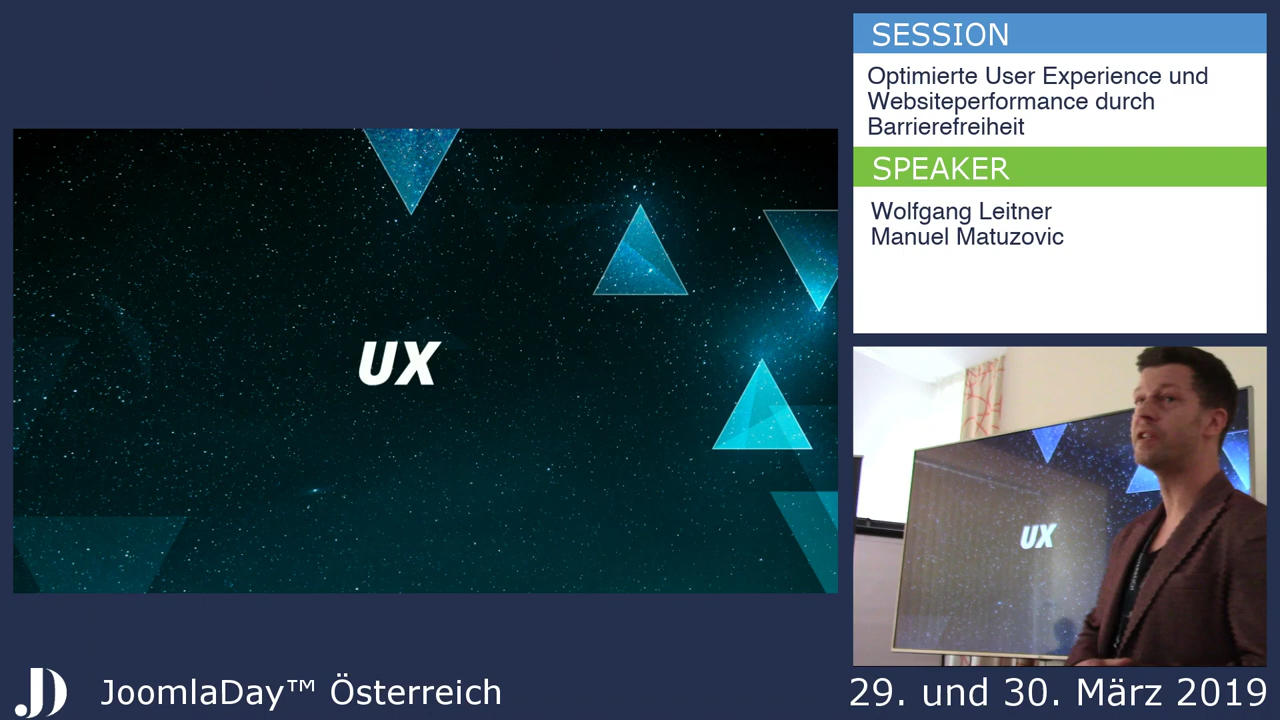 SESSION
Optimierte User Experience und
Websiteperformance durch
Barrierefreiheit
SPEAKER
Wolfgang Leitner
Manuel Matuzovic
UX
UX
JD
JoomlaDay™ Österreich
29. und 30. März 2019